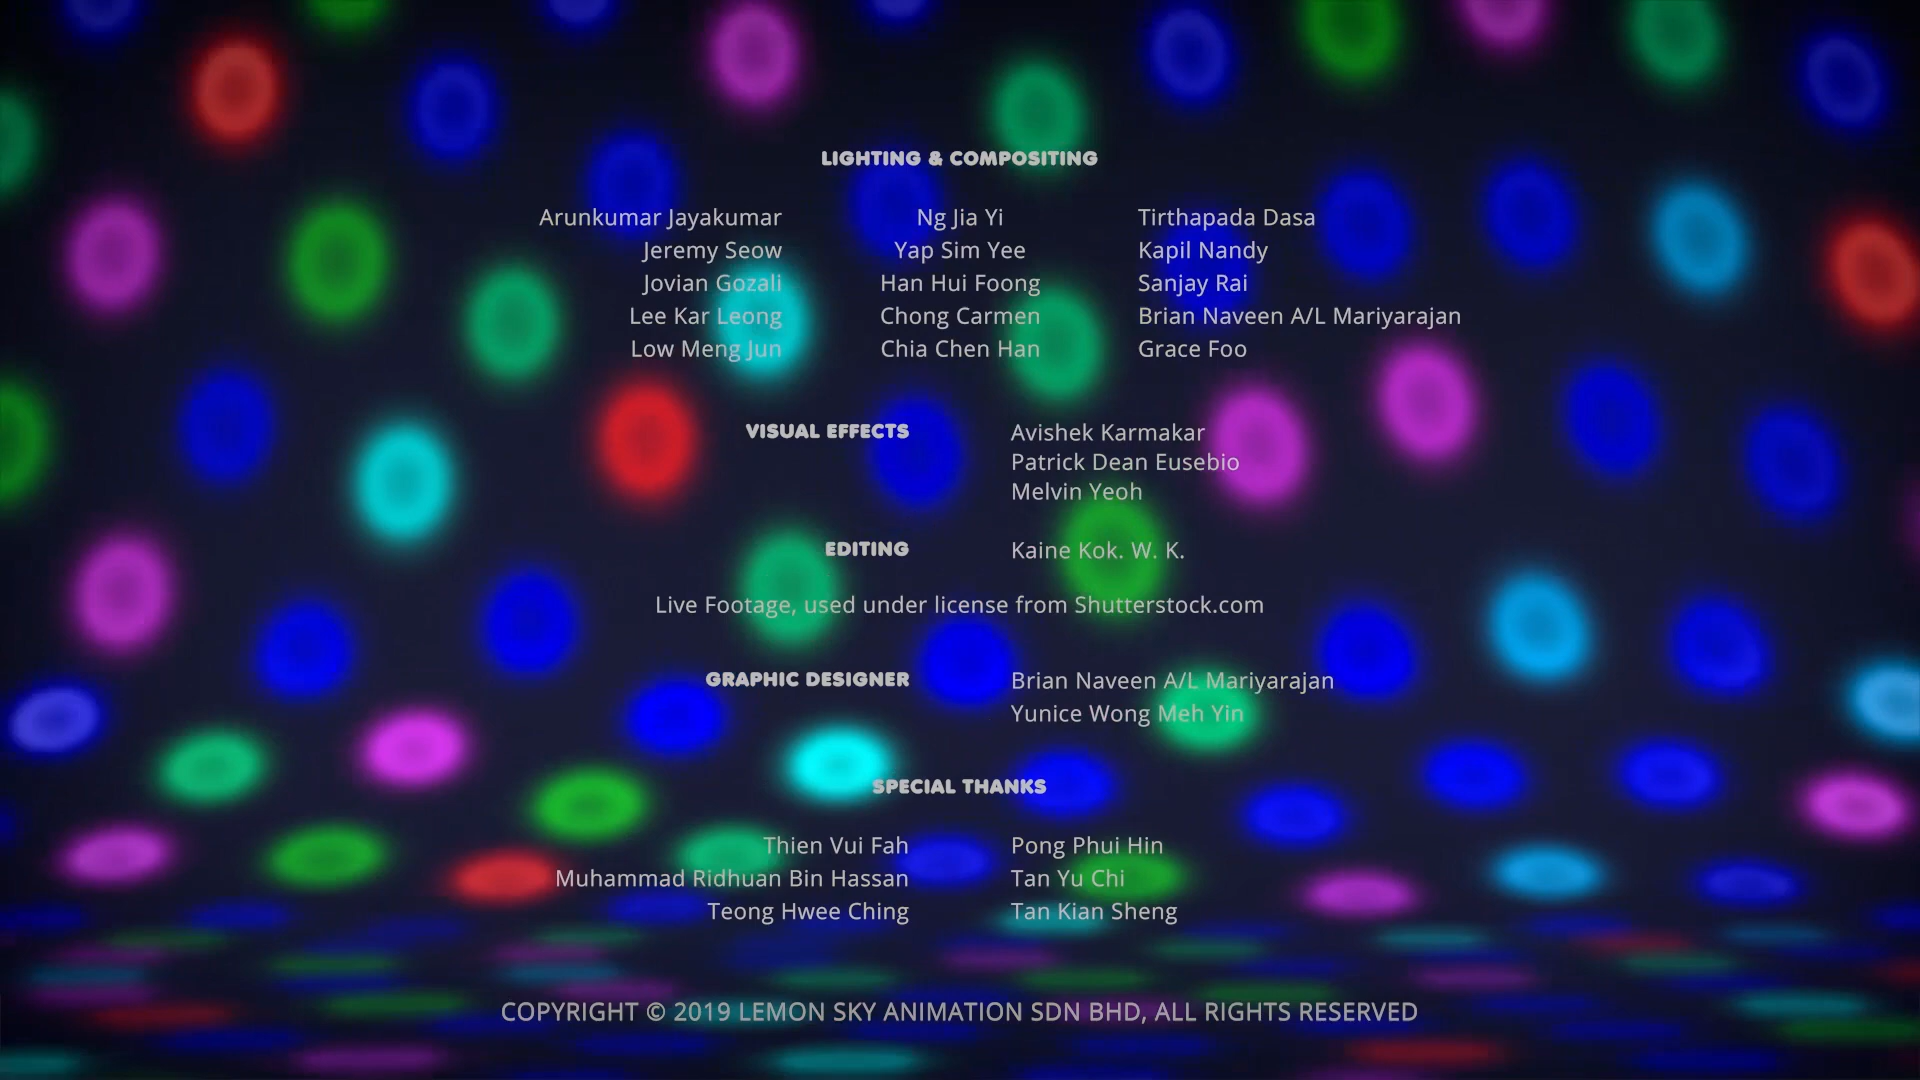 LIGHTING & COMPOSITING
Arunkumar Jayakumar Ng Jia Yi Tirthapada Dasa
Jeremy Seow Yap Sim Yee Kapil Nandy
Jovian Gozali Han Hui Foong Sanjay Rai
Lee Kar Leong Chong Carmen Brian Naveen A/L Mariyarajan
Low Meng Jun Chia Chen Han Grace Foo
VISUAL EFFECTS Avishek Karmakar
Patrick Dean Eusebio
Melvin Yeoh
EDITING Kaine Kok. W. K.
Live Footage, used under license from Shutterstock.com
GRAPHIC DESIGNER Brian Naveen A/L Mariyarajan
Yunice Wong Meh Yin
SPECIAL THANKS
Thien Vui Fah Pong Phui Hin
Muhammad Ridhuan Bin Hassan Tan Yu Chi
Teong Hwee Ching Tan Kian Sheng
COPYRIGHT © 2019 LEMON SKY ANIMATION SDN BHD, ALL RIGHTS RESERVED